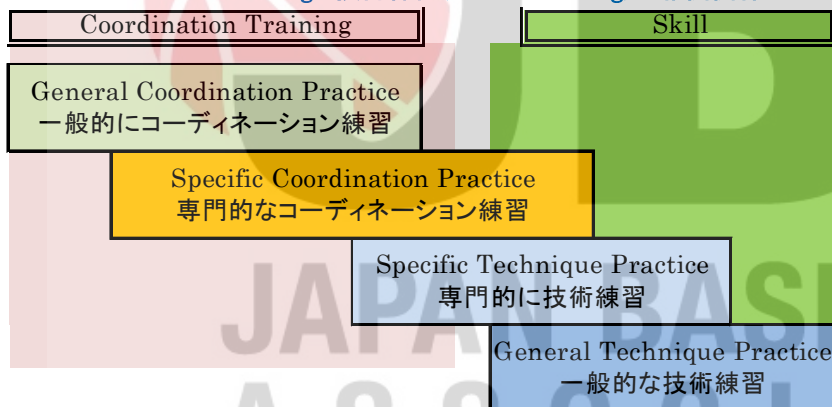 Coordination Training
Skill
General Coordination Practice
一般的にコーディネーション練習
Specific Coordination Practice
専門的なコーディネーション練習
Specific Technique Practice
専門的に技術練習
General Technique Practice
一般的な技術練習
JAPAN